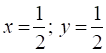 x = 1/2; y = 1/2